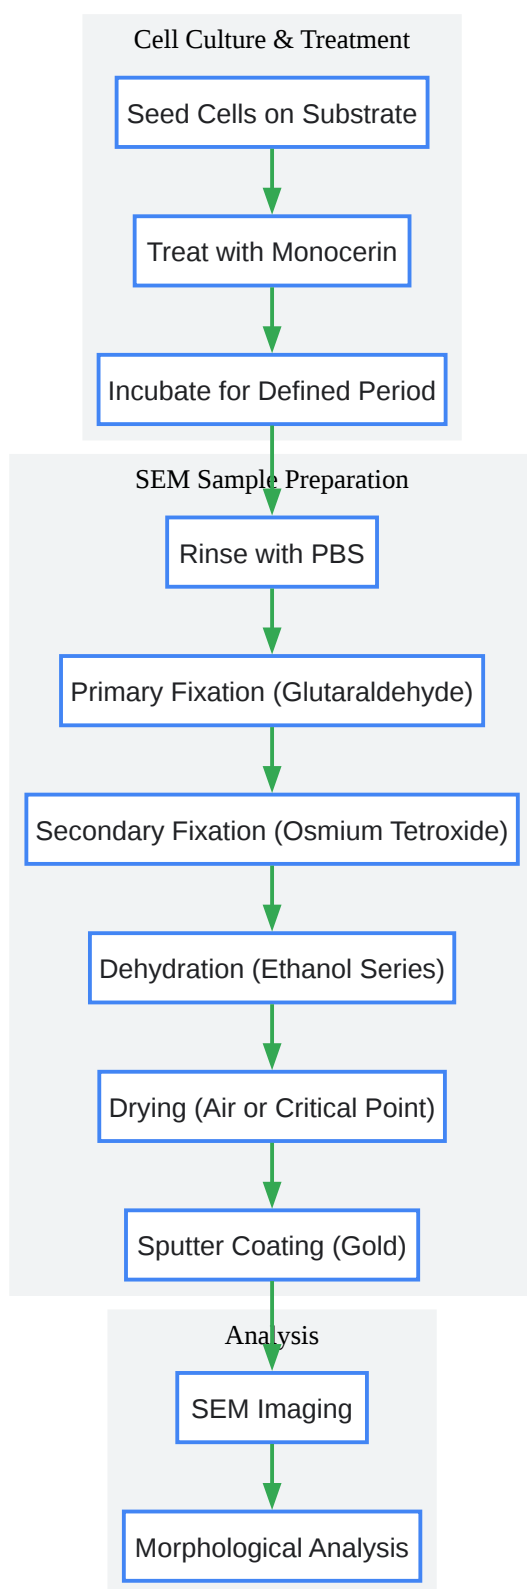 Cell Culture & Treatment
Seed Cells on Substrate
Treat with Monocerin
Incubate for Defined Period
SEM Sample Preparation
Rinse with PBS
Primary Fixation (Glutaraldehyde)
Secondary Fixation (Osmium Tetroxide)
Dehydration (Ethanol Series)
Drying (Air or Critical Point)
Sputter Coating (Gold)
Analysis
SEM Imaging
Morphological Analysis